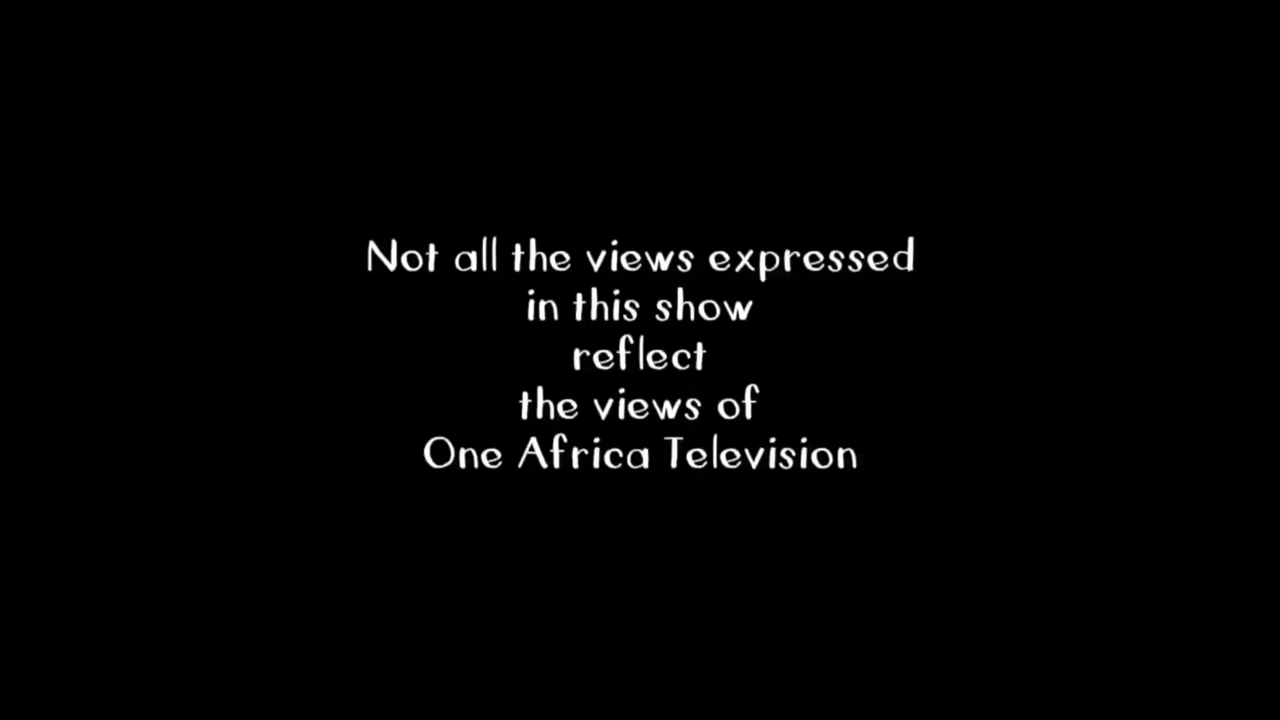 Not all the views expressed
in this show
reflect
the views of
One Africa Television